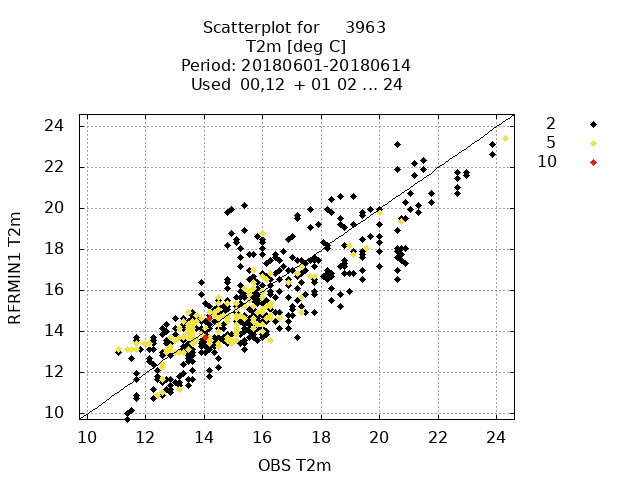 Scatterplot for 3963
T2m [deg C]
Period: 20180601-20180614
Used 00,12 + 01 02 ... 24
2
5
10
RFRMIN1 T2m
24
22
20
18
16
14
12
10
10 12 14 16 18 20 22 24
OBS T2m